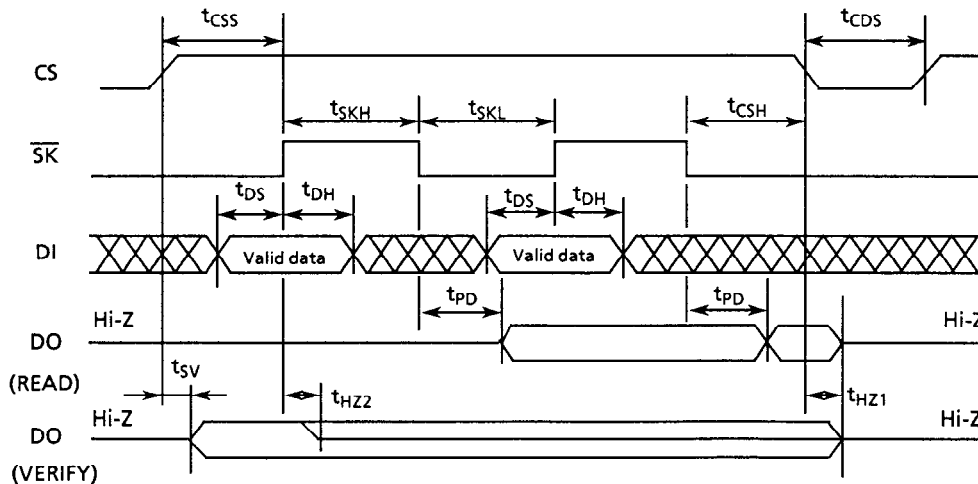 tCSS
tCDS
CS
tSKH
tSKL
tCSH
SK
tDS
tDH
tDS
tDH
DI
Valid data
Valid data
tPD
tPD
Hi-Z
Hi-Z
DO
(READ)
tSV
tHZ2
tHZ1
Hi-Z
Hi-Z
DO
(VERIFY)